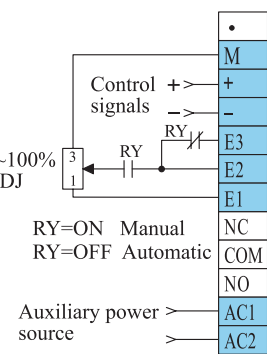 •
M
Control + +
signals − −
RY E3
~100% 3 RY E2
DJ 1 E1
RY=ON Manual NC
RY=OFF Automatic COM
NO
Auxiliary power AC1
source AC2